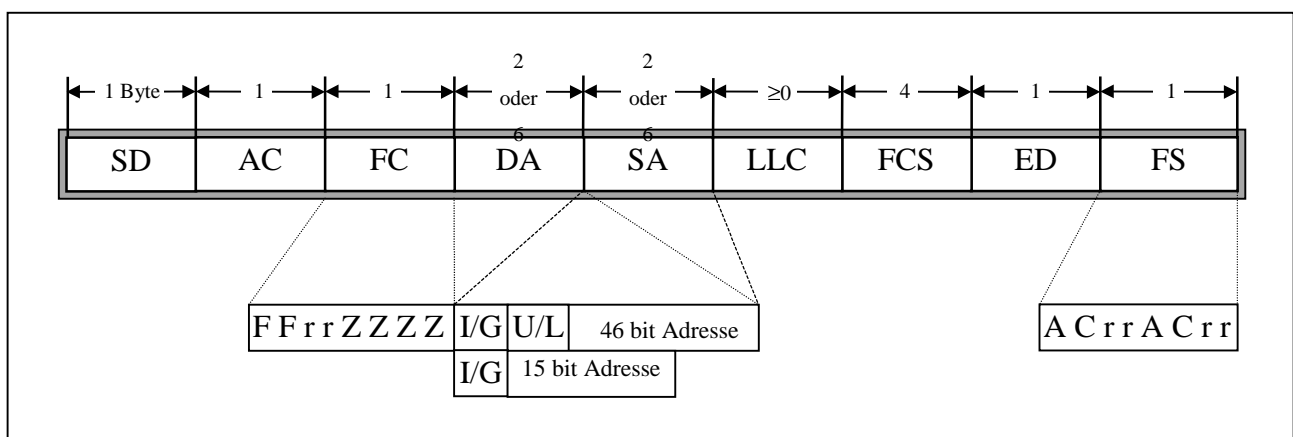 1 Byte 1 1 2 oder 6 2 oder 6 ≥0 4 1 1
SD AC FC DA SA LLC FCS ED FS
F F r r Z Z Z Z I/G U/L 46 bit Adresse A C r r A C r r
I/G 15 bit Adresse